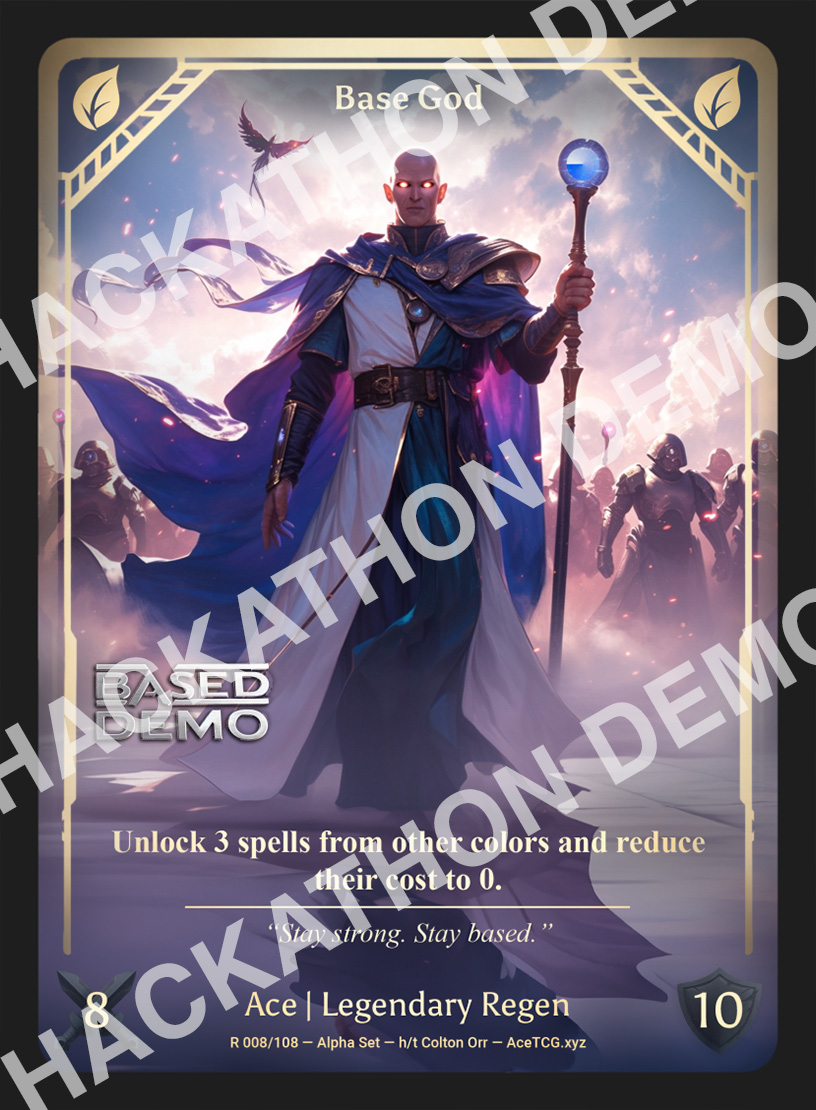 Base God
HACKATHON DEMO
HACKATHON DEMO
HACKATHON DEMO
BASED
DEMO
Unlock 3 spells from other colors and reduce
their cost to 0.
“Stay strong. Stay based.”
8
Ace | Legendary Regen
10
R 008/108 — Alpha Set — h/t Colton Orr — AceTCG.xyz